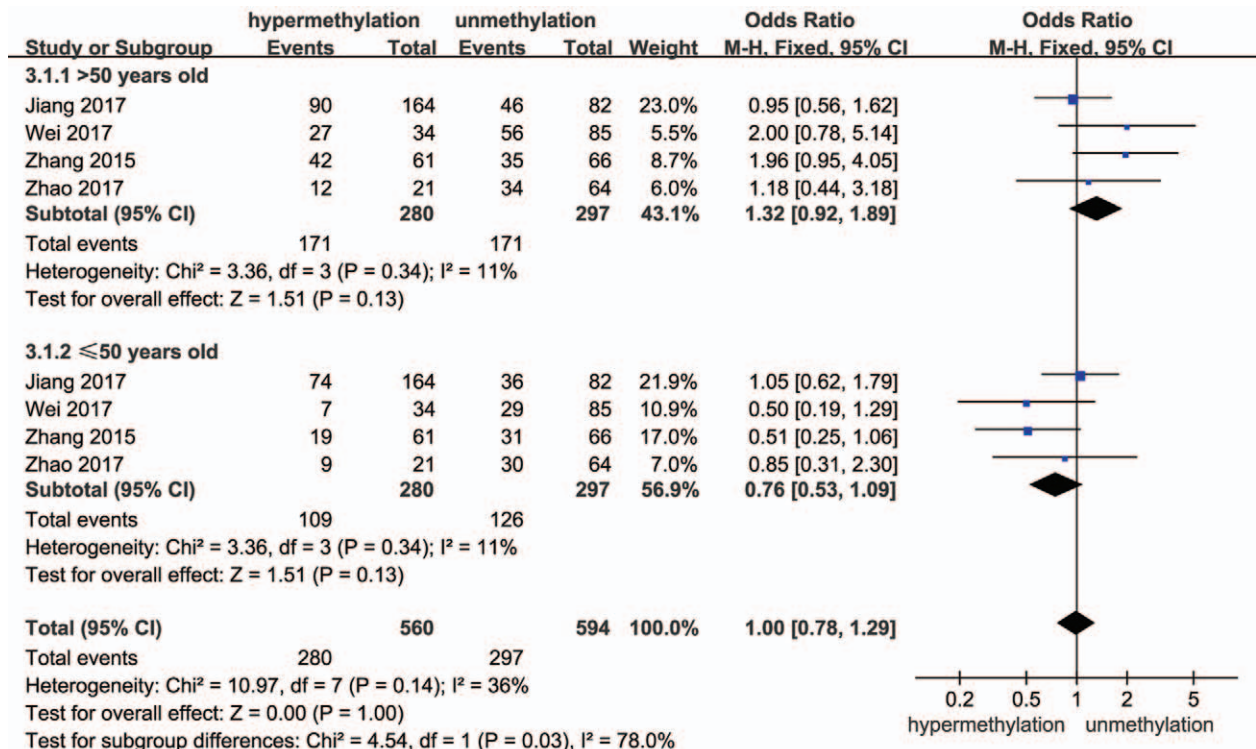 hypermethylation unmethylation Odds Ratio Odds Ratio
Study or Subgroup Events Total Events Total Weight M-H, Fixed, 95% CI M-H, Fixed, 95% CI
3.1.1 >50 years old
Jiang 2017 90 164 46 82 23.0% 0.95 [0.56, 1.62]
Wei 2017 27 34 56 85 5.5% 2.00 [0.78, 5.14]
Zhang 2015 42 61 35 66 8.7% 1.96 [0.95, 4.05]
Zhao 2017 12 21 34 64 6.0% 1.18 [0.44, 3.18]
Subtotal (95% CI) 280 297 43.1% 1.32 [0.92, 1.89]
Total events 171 171
Heterogeneity: Chi² = 3.36, df = 3 (P = 0.34); I² = 11%
Test for overall effect: Z = 1.51 (P = 0.13)
3.1.2 ≤50 years old
Jiang 2017 74 164 36 82 21.9% 1.05 [0.62, 1.79]
Wei 2017 7 34 29 85 10.9% 0.50 [0.19, 1.29]
Zhang 2015 19 61 31 66 17.0% 0.51 [0.25, 1.06]
Zhao 2017 9 21 30 64 7.0% 0.85 [0.31, 2.30]
Subtotal (95% CI) 280 297 56.9% 0.76 [0.53, 1.09]
Total events 109 126
Heterogeneity: Chi² = 3.36, df = 3 (P = 0.34); I² = 11%
Test for overall effect: Z = 1.51 (P = 0.13)
Total (95% CI) 560 594 100.0% 1.00 [0.78, 1.29]
Total events 280 297
Heterogeneity: Chi² = 10.97, df = 7 (P = 0.14); I² = 36%
Test for overall effect: Z = 0.00 (P = 1.00)
Test for subgroup differences: Chi² = 4.54, df = 1 (P = 0.03), I² = 78.0%
0.2 0.5 1 2 5
hypermethylation unmethylation